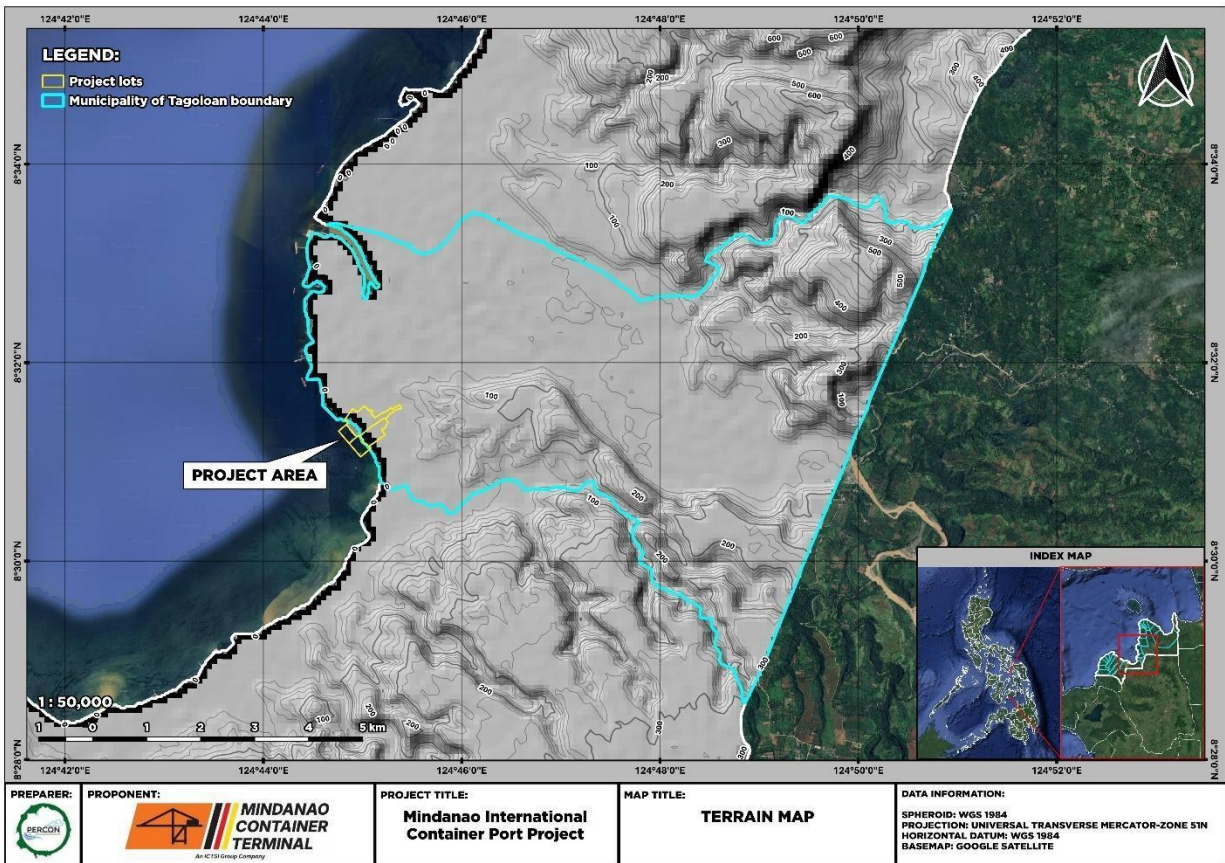 124°42'0"E 124°44'0"E 124°46'0"E 124°48'0"E 124°50'0"E 124°52'0"E
LEGEND:
Project lots
Municipality of Tagoloan boundary
8°34'0"N 8°34'0"N
8°32'0"N 8°32'0"N
PROJECT AREA
8°30'0"N 8°30'0"N
INDEX MAP
1 : 50,000
1 0 1 2 3 4 5 km
8°28'0"N 8°28'0"N
124°42'0"E 124°44'0"E 124°46'0"E 124°48'0"E 124°50'0"E 124°52'0"E
PREPARER:
PERCON
PROPONENT:
MINDANAO
CONTAINER
TERMINAL
An ICTSI Group Company
PROJECT TITLE:
Mindanao International
Container Port Project
MAP TITLE:
TERRAIN MAP
DATA INFORMATION:
SPHEROID: WGS 1984
PROJECTION: UNIVERSAL TRANSVERSE MERCATOR-ZONE 51N
HORIZONTAL DATUM: WGS 1984
BASEMAP: GOOGLE SATELLITE